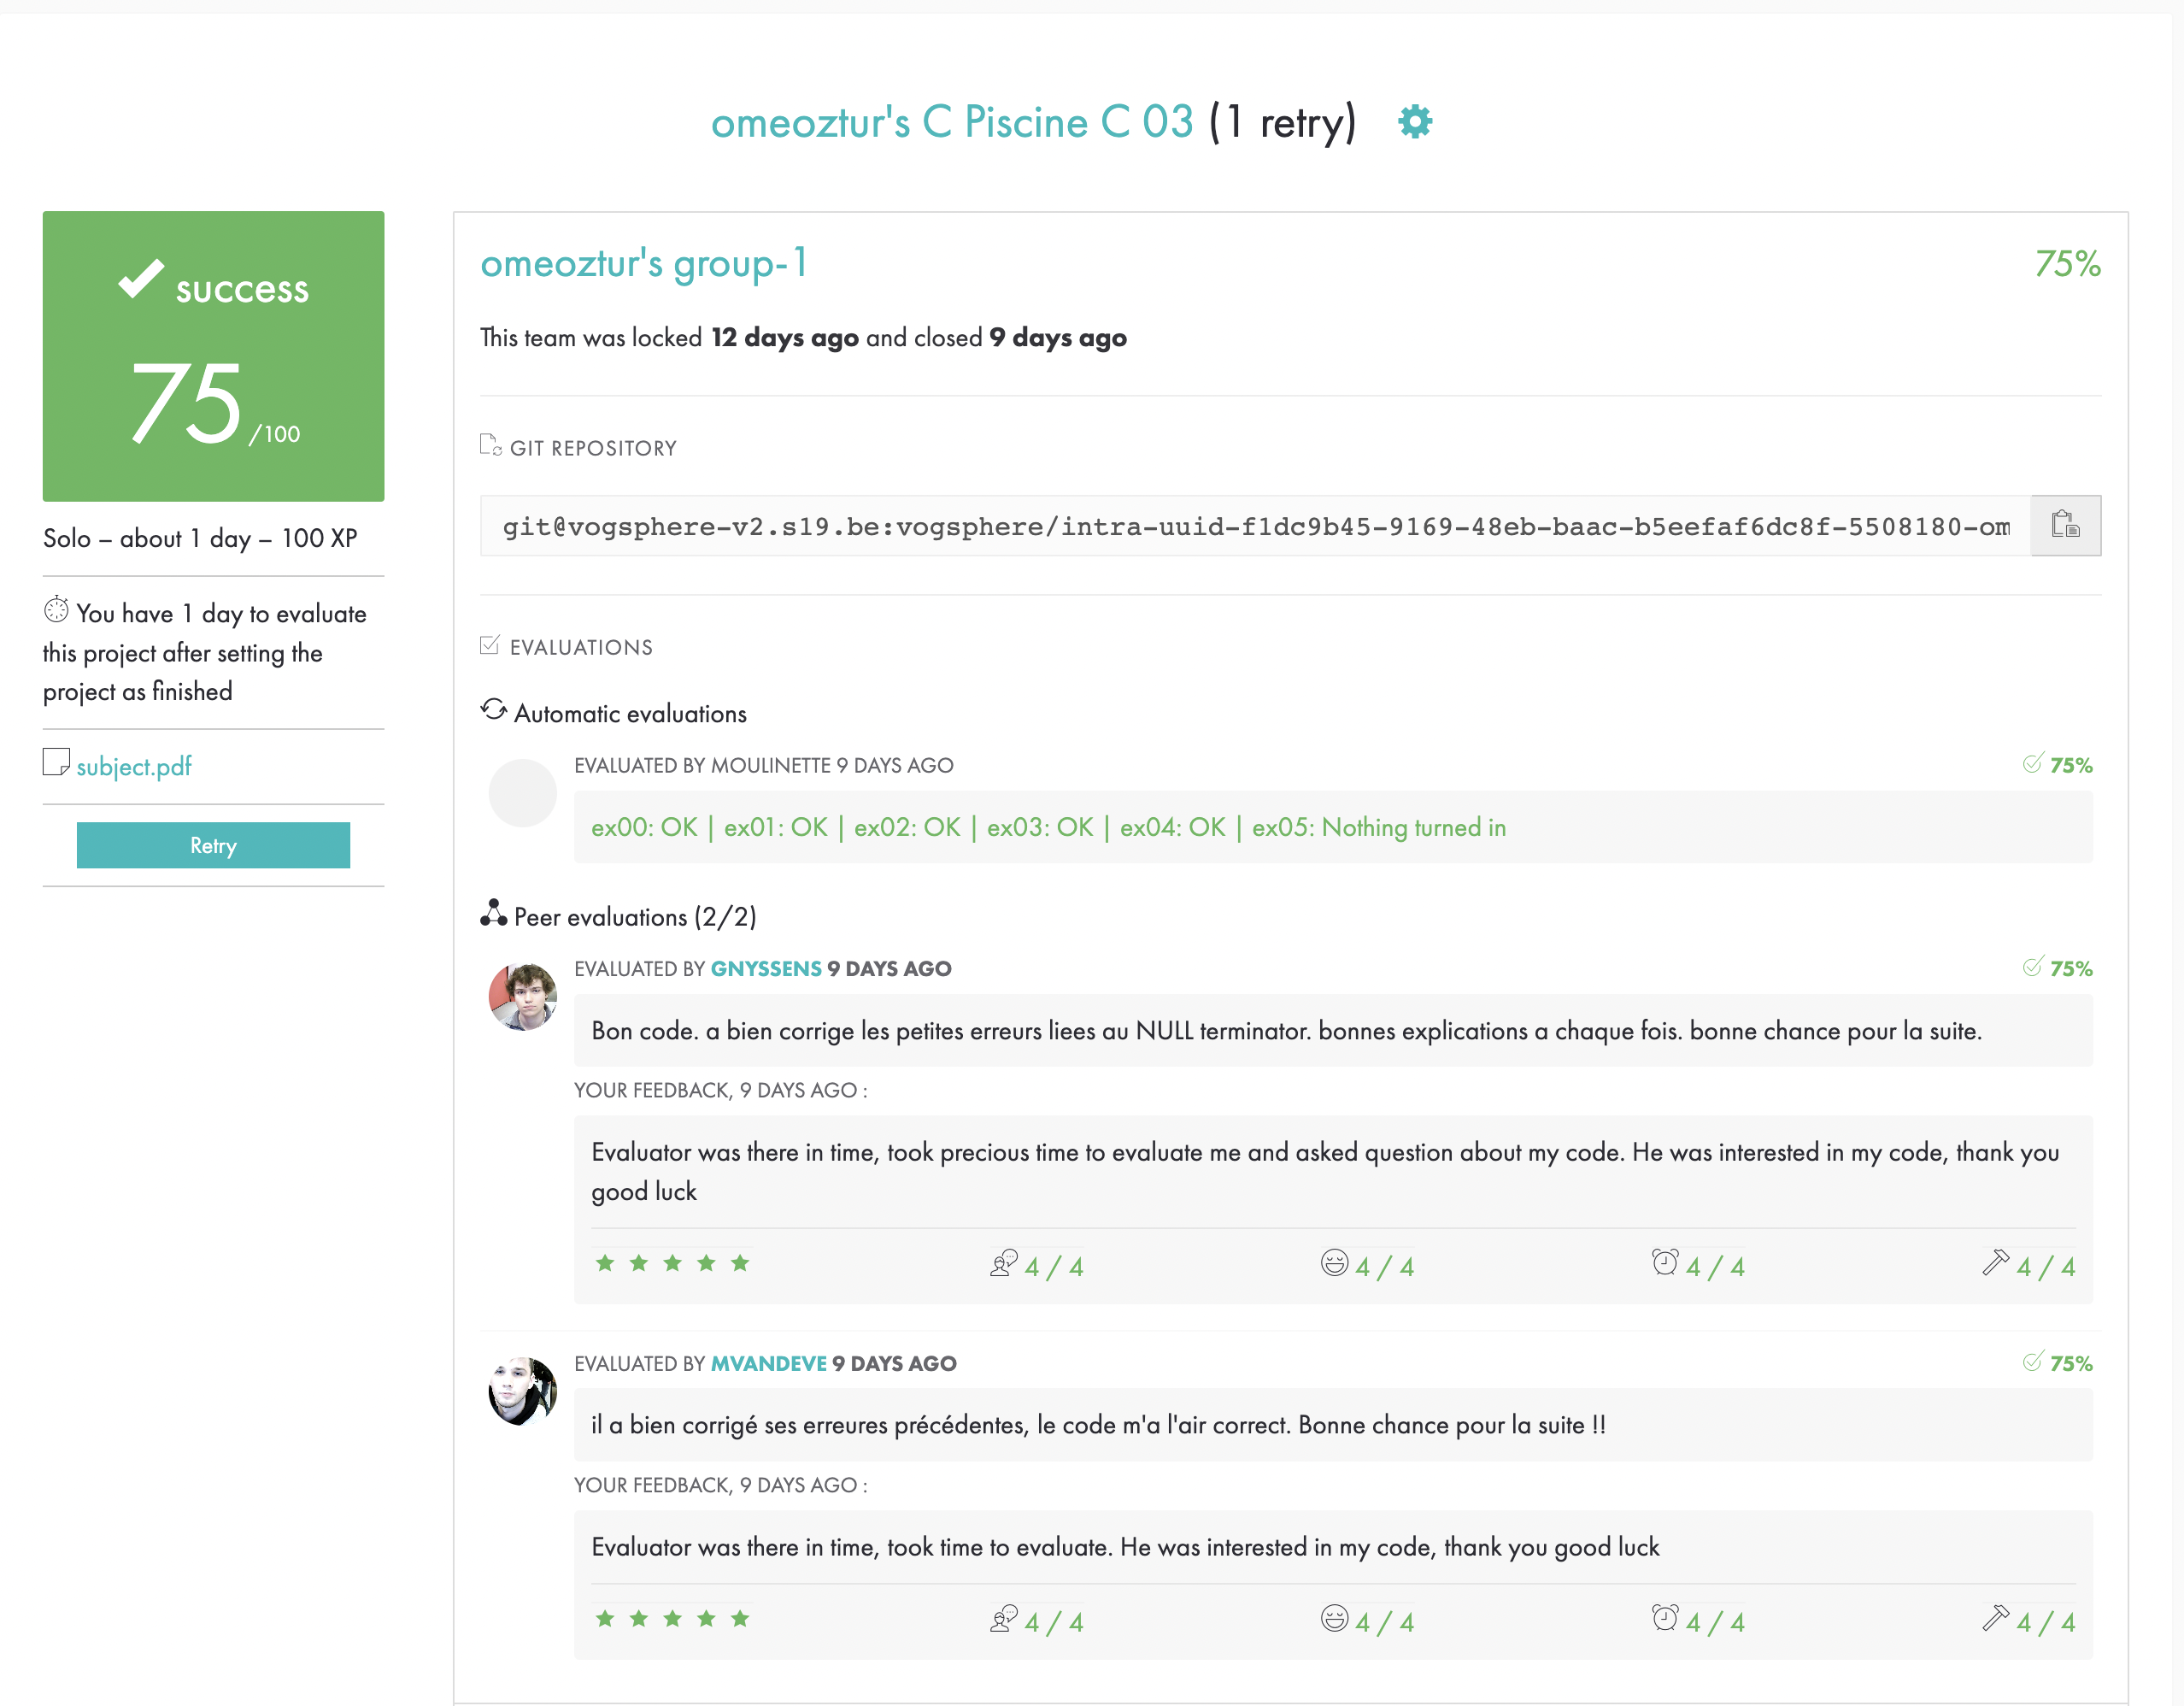 omeoztur's C Piscine C 03 (1 retry)
success
75 /100
Solo – about 1 day – 100 XP
You have 1 day to evaluate
this project after setting the
project as finished
subject.pdf
Retry
omeoztur's group-1
75%
This team was locked 12 days ago and closed 9 days ago
GIT REPOSITORY
git@vogsphere-v2.s19.be:vogsphere/intra-uuid-f1dc9b45-9169-48eb-baac-b5eefaf6dc8f-5508180-om
EVALUATIONS
Automatic evaluations
EVALUATED BY MOULINETTE 9 DAYS AGO
75%
ex00: OK | ex01: OK | ex02: OK | ex03: OK | ex04: OK | ex05: Nothing turned in
Peer evaluations (2/2)
EVALUATED BY GNYSSENS 9 DAYS AGO
75%
Bon code. a bien corrige les petites erreurs liees au NULL terminator. bonnes explications a chaque fois. bonne chance pour la suite.
YOUR FEEDBACK, 9 DAYS AGO :
Evaluator was there in time, took precious time to evaluate me and asked question about my code. He was interested in my code, thank you
good luck
4 / 4 4 / 4 4 / 4 4 / 4
EVALUATED BY MVANDEVE 9 DAYS AGO
75%
il a bien corrigé ses erreures précédentes, le code m'a l'air correct. Bonne chance pour la suite !!
YOUR FEEDBACK, 9 DAYS AGO :
Evaluator was there in time, took time to evaluate. He was interested in my code, thank you good luck
4 / 4 4 / 4 4 / 4 4 / 4